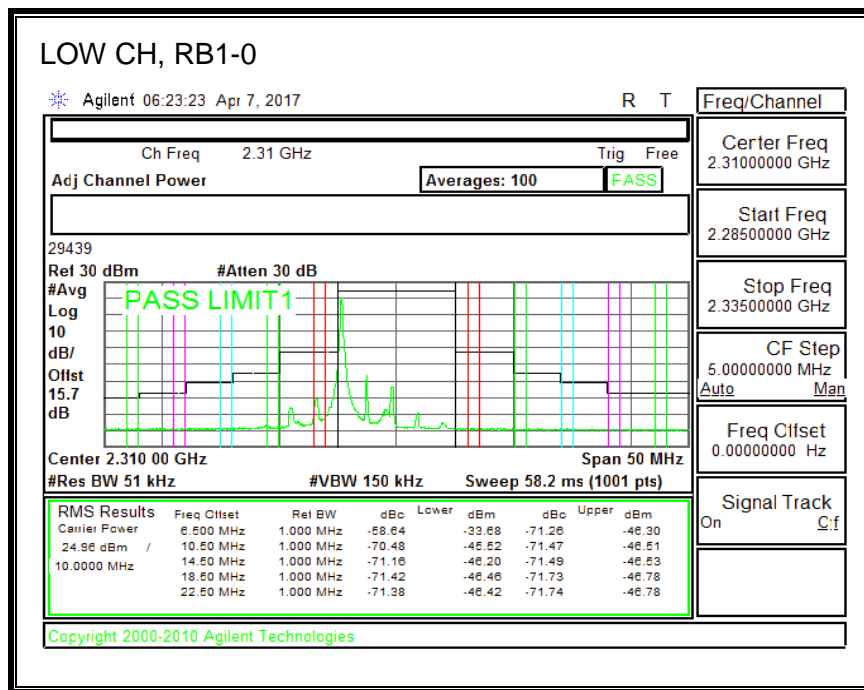 LOW CH, RB1-0
Agilent 06:23:23 Apr 7, 2017 R T
Freq/Channel
Ch Freq 2.31 GHz Trig Free
Adj Channel Power Averages: 100 PASS
Center Freq
2.31000000 GHz
Start Freq
2.28500000 GHz
Stop Freq
2.33500000 GHz
CF Step
5.00000000 MHz
Auto Man
Freq Offset
0.00000000 Hz
Signal Track
On Off
29439
Ref 30 dBm #Atten 30 dB
#Avg
Log
10
dB/
Offst
15.7
dB
PASS LIMIT1
Center 2.310 00 GHz Span 50 MHz
#Res BW 51 kHz #VBW 150 kHz Sweep 58.2 ms (1001 pts)
RMS Results Freq Offset Ref BW dBc Lower dBm dBc Upper dBm
Carrier Power 6.500 MHz 1.000 MHz -58.64 -33.68 -71.26 -46.30
24.96 dBm / 10.50 MHz 1.000 MHz -70.48 -45.52 -71.47 -46.51
10.0000 MHz 14.50 MHz 1.000 MHz -71.16 -46.20 -71.49 -46.53
18.50 MHz 1.000 MHz -71.42 -46.46 -71.73 -46.78
22.50 MHz 1.000 MHz -71.38 -46.42 -71.74 -46.78
Copyright 2000-2010 Agilent Technologies